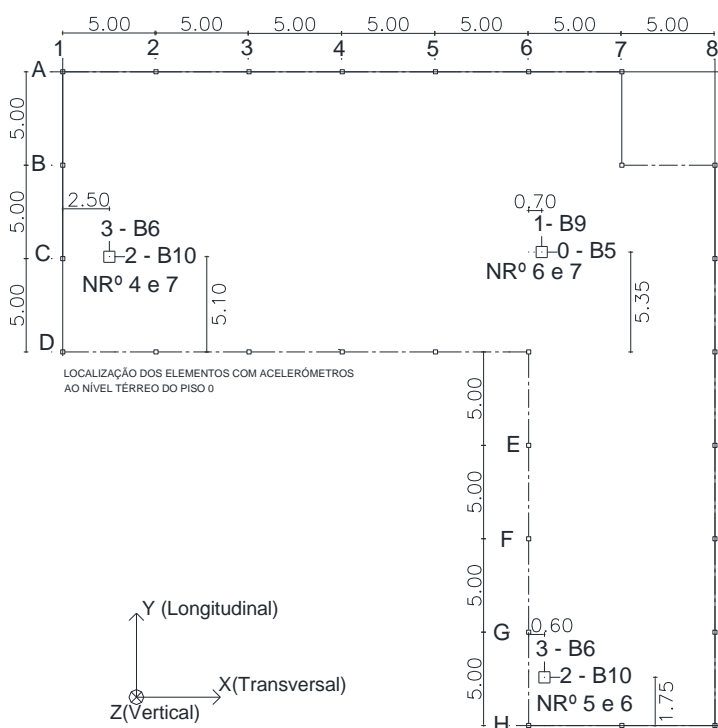 5.00 5.00 5.00 5.00 5.00 5.00 5.00
1 2 3 4 5 6 7 8
A
5.00
B
5.00
2.50
0.70
3 - B6
1- B9
C
2 - B10
0 - B5
NRº 4 e 7
NRº 6 e 7
5.00
5.10
5.35
D
LOCALIZAÇÃO DOS ELEMENTOS COM ACELERÓMETROS
AO NÍVEL TÉRREO DO PISO 0
5.00
E
5.00
F
5.00
Y (Longitudinal)
G
0.60
3 - B6
5.00
2 - B10
X(Transversal)
NRº 5 e 6
1.75
Z(Vertical)
H